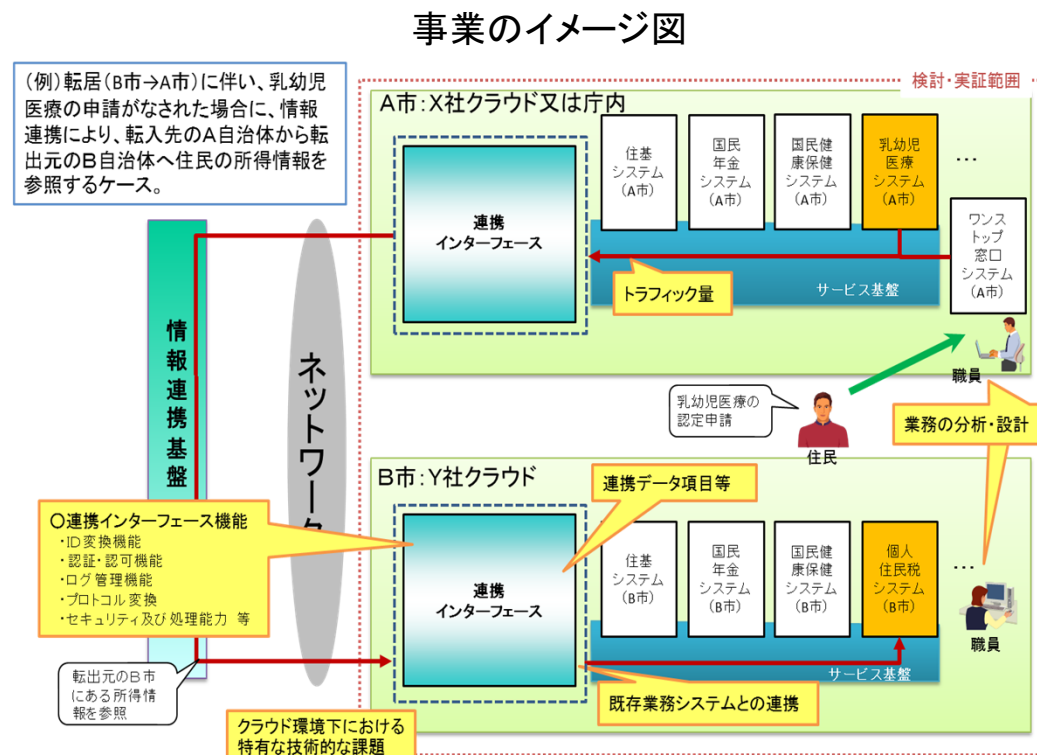 事業のイメージ図
(例)転居(B市→A市)に伴い、乳幼児
医療の申請がなされた場合に、情報
連携により、転入先のA自治体から転
出元のB自治体へ住民の所得情報を
参照するケース。
検討・実証範囲
A市:X社クラウド又は庁内
連携
インターフェース
住基
システム
(A市)
国民
年金
システム
(A市)
国民健
康保健
システム
(A市)
乳幼児
医療
システム
(A市)
…
ワンス
トップ
窓口
システム
(A市)
トラフィック量
サービス基盤
職員
情報連携基盤
ネットワーク
乳幼児医療の
認定申請
住民
業務の分析・設計
B市:Y社クラウド
連携データ項目等
〇連携インターフェース機能
・ID変換機能
・認証・認可機能
・ログ管理機能
・プロトコル変換
・セキュリティ及び処理能力 等
連携
インターフェース
住基
システム
(B市)
国民
年金
システム
(B市)
国民健
康保健
システム
(B市)
個人
住民税
システム
(B市)
…
職員
サービス基盤
転出元のB市
にある所得情
報を参照
既存業務システムとの連携
クラウド環境下における
特有な技術的な課題